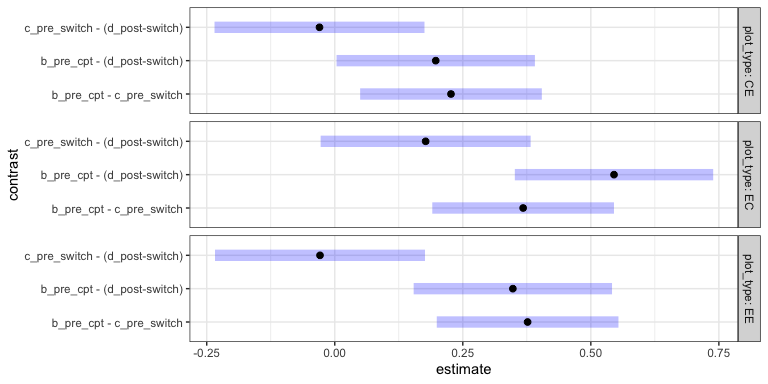 c_pre_switch - (d_post-switch)
b_pre_cpt - (d_post-switch)
b_pre_cpt - c_pre_switch
plot_type: CE
c_pre_switch - (d_post-switch)
b_pre_cpt - (d_post-switch)
b_pre_cpt - c_pre_switch
plot_type: EC
c_pre_switch - (d_post-switch)
b_pre_cpt - (d_post-switch)
b_pre_cpt - c_pre_switch
plot_type: EE
contrast
-0.25 0.00 0.25 0.50 0.75
estimate